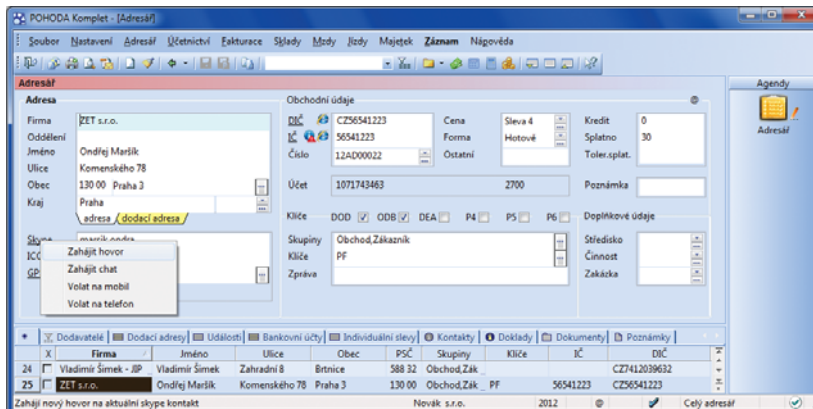 POHODA Komplet - [Adresář]
Soubor Nastavení Adresář Účetnictví Fakturace Sklady Mzdy Jízdy Majetek Záznam Nápověda
Adresář Agendy
Adresa Obchodní údaje
Firma ZET s.r.o. DIČ CZ56541223 Cena Sleva 4 Kredit 0
Oddělení IČ 56541223 Forma Hotově Splatno 30
Adresář
Jméno Ondřej Maršík Číslo 12AD00022 Ostatní Toler.splat.
Ulice Komenského 78
Obec 130 00 Praha 3 Účet 1071743463 2700 Poznámka
Kraj Praha
adresa dodací adresy Klíče DOD ODB DEA P4 P5 P6 Doplňkové údaje
Skype marsik.ondra Skupiny Obchod,Zákazník Středisko
Zahájit hovor
ICQ Klíče PF Činnost
Zahájit chat
GPS Zpráva Zakázka
Volat na mobil
Volat na telefon
Dodavatelé Dodací adresy Události Bankovní účty Individuální slevy Kontakty Doklady Dokumenty Poznámky
X Firma Jméno Ulice Obec PSČ Skupiny Klíče IČ DIČ
24 Vladimír Šimek - JIP Vladimír Šimek Zahradní 8 Brtnice 588 32 Obchod,Zák CZ7412039632
25 ZET s.r.o. Ondřej Maršík Komenského 78 Praha 3 130 00 Obchod,Zák PF 56541223 CZ56541223
Zahájí nový hovor na aktuální skype kontakt Novák s.r.o. 2012 @ Celý adresář